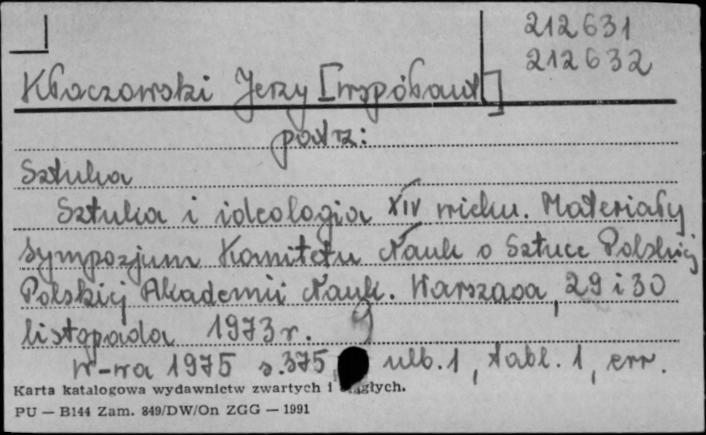 212631
212632
Kłoczowski Jerzy [współaut]
patrz:
Sztuka
Sztuka i ideologia XIV wieku. Materiały
sympozjum Komitetu Nauk o Sztuce Polskiej
Polskiej Akademii Nauk. Warszawa, 29 i 30
listopada 1973 r.
W-wa 1975 s. 375 nlb. 1, tabl. 1, err.
Karta katalogowa wydawnictw zwartych i ciągłych.
PU — B144 Zam. 849/DW/On ZGG — 1991